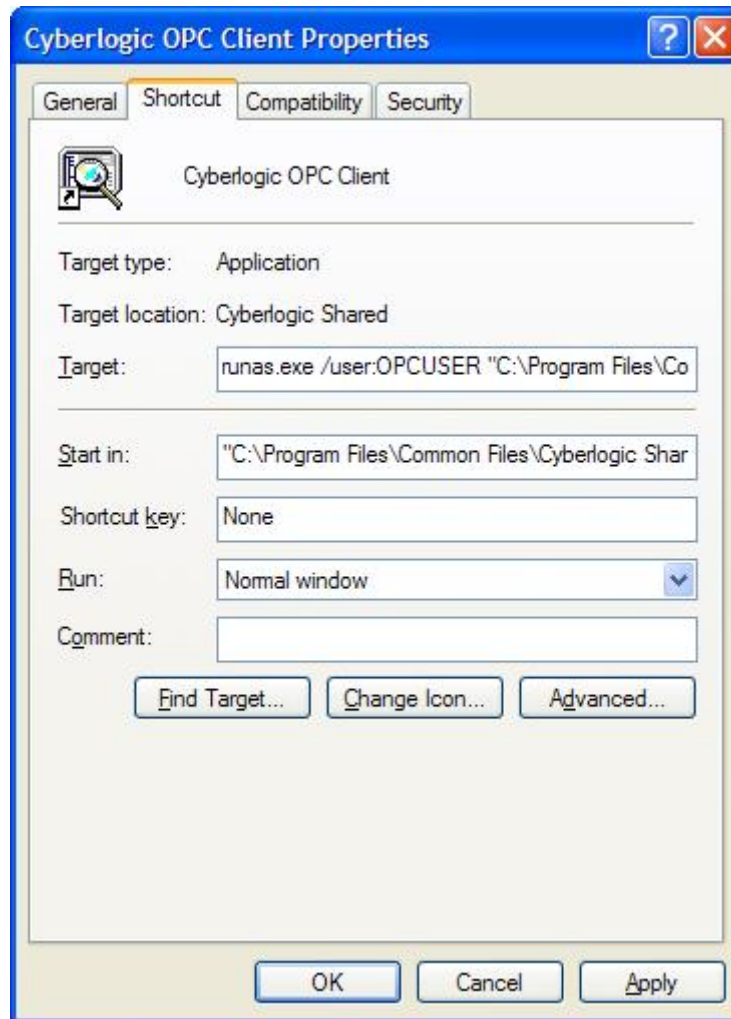 Cyberlogic OPC Client Properties
General Shortcut Compatibility Security
Cyberlogic OPC Client
Target type: Application
Target location: Cyberlogic Shared
Target: runas.exe /user:OPCUSER "C:\Program Files\Co
Start in: "C:\Program Files\Common Files\Cyberlogic Shar
Shortcut key: None
Run: Normal window
Comment:
Find Target... Change Icon... Advanced...
OK Cancel Apply